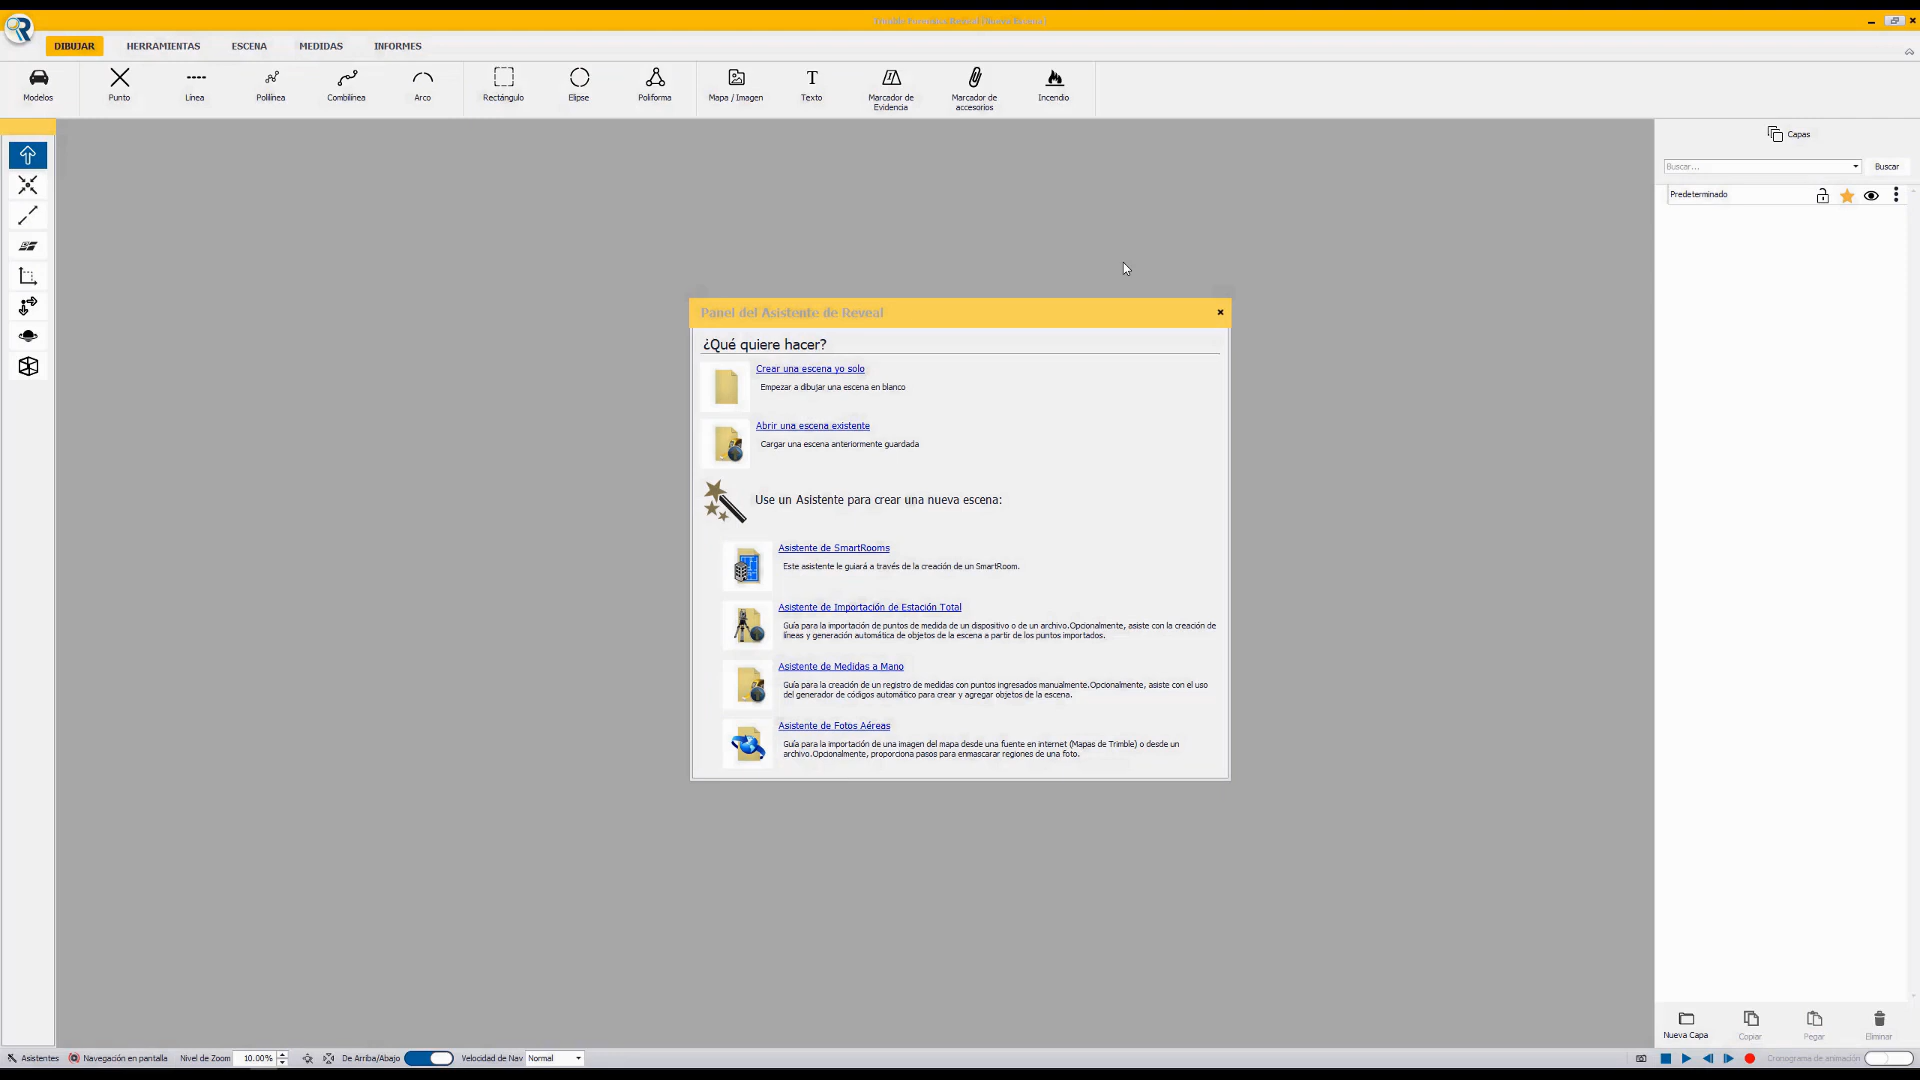 DIBUJAR HERRAMIENTAS ESCENA MEDIDAS INFORMES
Modelos Punto Línea Polilínea Combilínea Arco Rectángulo Elipse Poliforma Mapa / Imagen Texto Marcador de Evidencia Marcador de accesorios Incendio
Capas
Buscar... Buscar
Predeterminado
Panel del Asistente de Reveal
¿Qué quiere hacer?
Crear una escena yo solo
Empezar a dibujar una escena en blanco
Abrir una escena existente
Cargar una escena anteriormente guardada
Use un Asistente para crear una nueva escena:
Asistente de SmartRooms
Este asistente le guiará a través de la creación de un SmartRoom.
Asistente de Importación de Estación Total
Guía para la importación de puntos de medida de un dispositivo o de un archivo.Opcionalmente, asiste con la creación de
líneas y generación automática de objetos de la escena a partir de los puntos importados.
Asistente de Medidas a Mano
Guía para la creación de un registro de medidas con puntos ingresados manualmente.Opcionalmente, asiste con el uso
del generador de códigos automático para crear y agregar objetos de la escena.
Asistente de Fotos Aéreas
Guía para la importación de una imagen del mapa desde una fuente en internet (Mapas de Trimble) o desde un
archivo.Opcionalmente, proporciona pasos para enmascarar regiones de una foto.
Nueva Capa Copiar Pegar Eliminar
Asistentes Navegación en pantalla Nivel de Zoom 10.00% De Arriba/Abajo Velocidad de Nav Normal Cronograma de animación